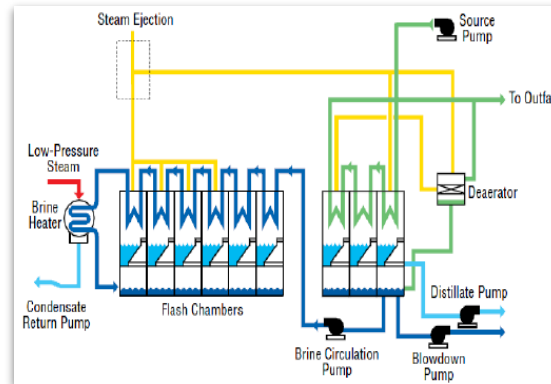 Steam Ejection
Source
Pump
To Outfa
Low-Pressure
Steam
Brine
Heater
Deaerator
Condensate
Return Pump
Flash Chambers
Brine Circulation
Pump
Distillate Pump
Blowdown
Pump